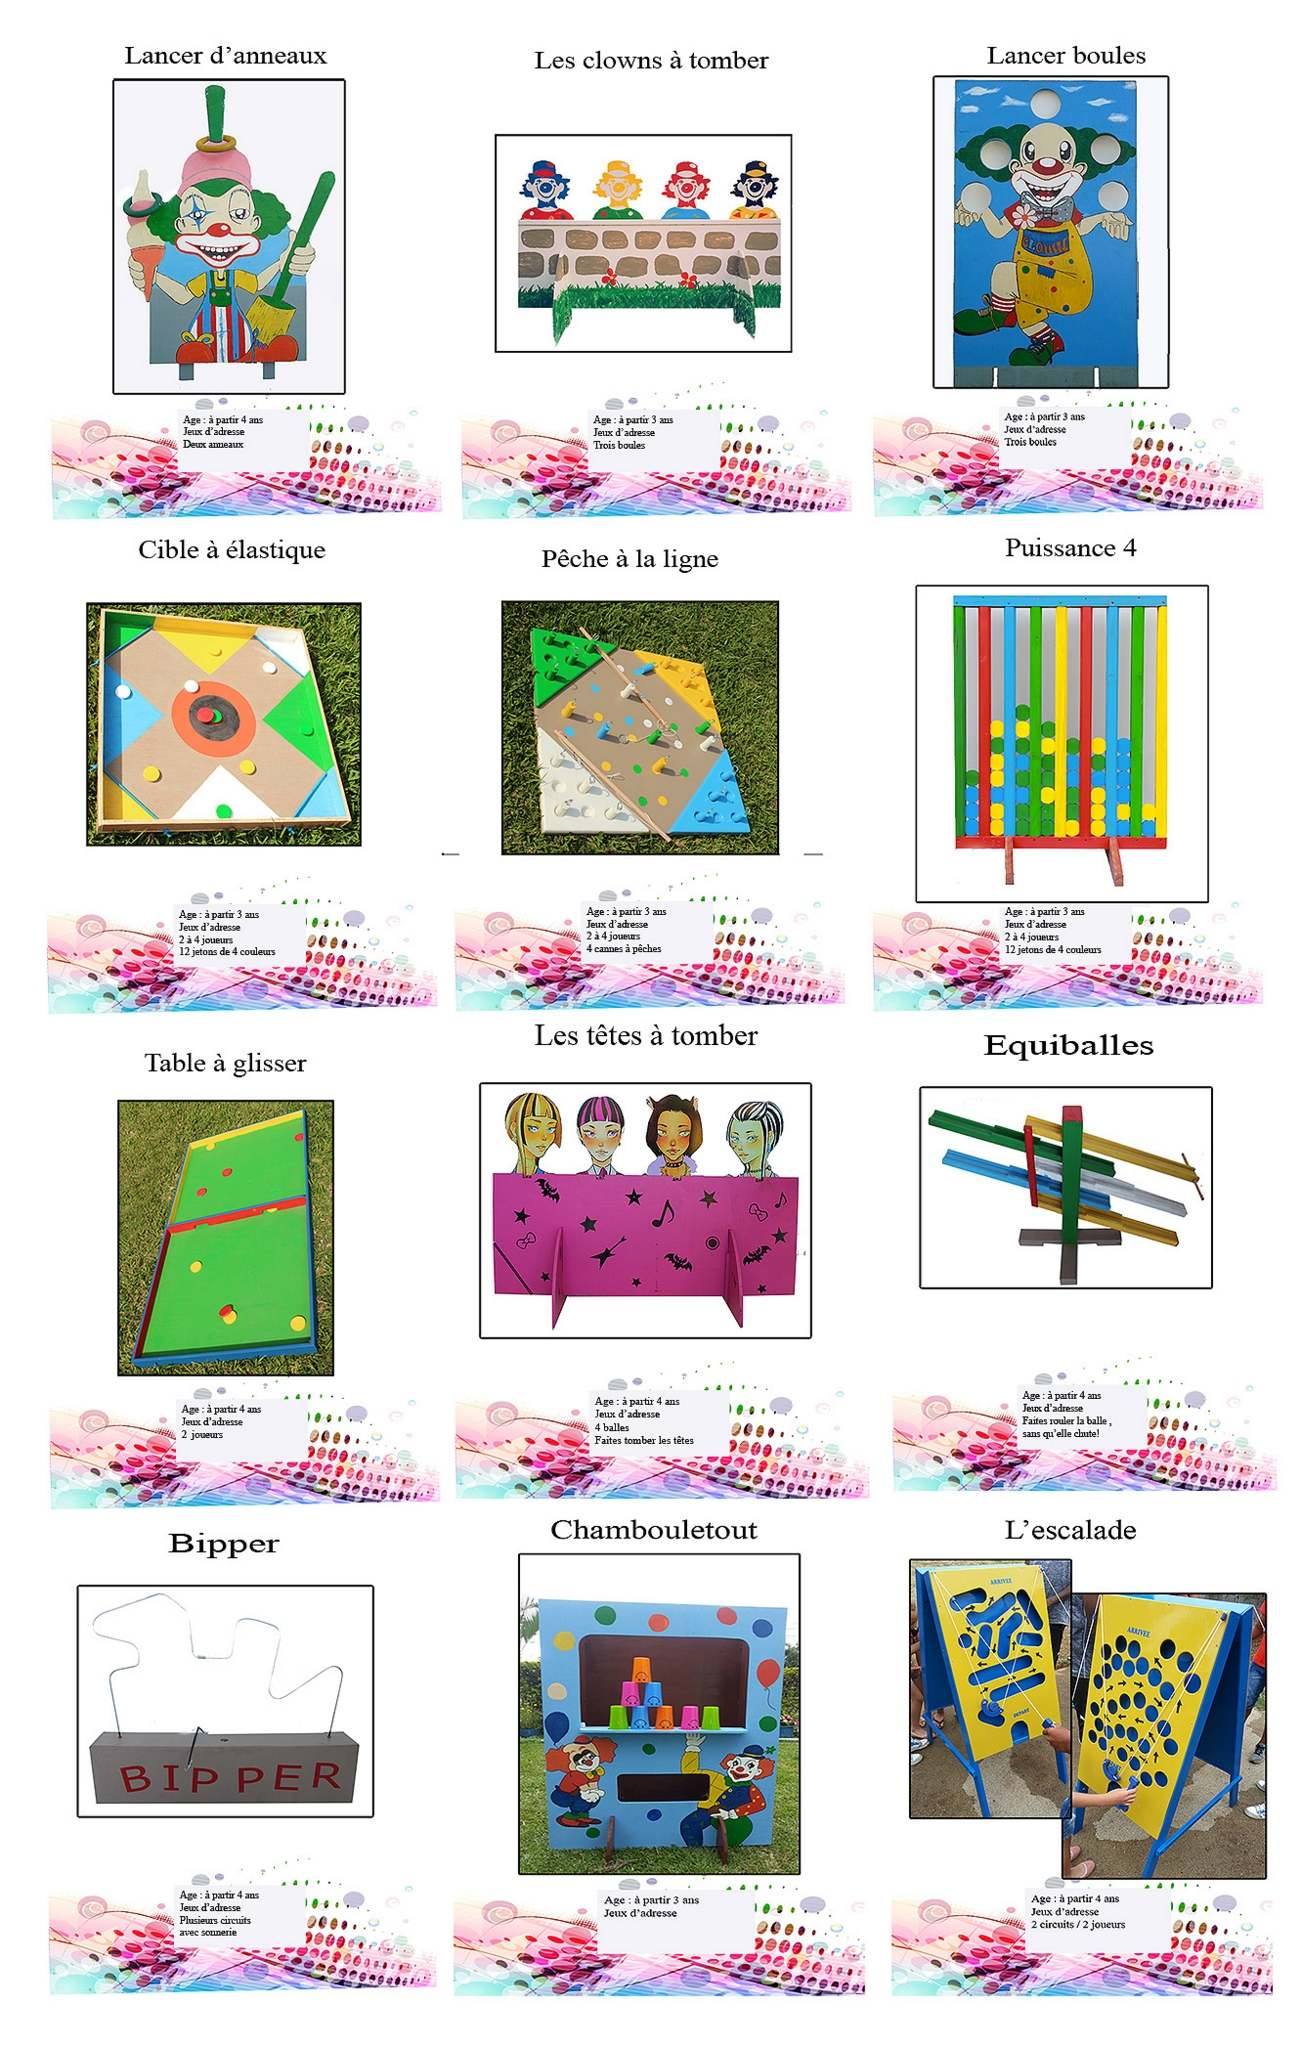 Lancer d'anneaux
Les clowns à tomber
Lancer boules
Age : à partir 4 ans
Jeux d'adresse
Deux anneaux
Age : à partir 3 ans
Jeux d'adresse
Trois boules
Age : à partir 3 ans
Jeux d'adresse
Trois boules
Cible à élastique
Pêche à la ligne
Puissance 4
Age : à partir 3 ans
Jeux d'adresse
2 à 4 joueurs
12 jetons de 4 couleurs
Age : à partir 3 ans
Jeux d'adresse
2 à 4 joueurs
4 cannes à pêches
Age : à partir 3 ans
Jeux d'adresse
2 à 4 joueurs
12 jetons de 4 couleurs
Table à glisser
Les têtes à tomber
Equiballes
Age : à partir 4 ans
Jeux d'adresse
2 joueurs
Age : à partir 4 ans
Jeux d'adresse
4 balles
Faites tomber les têtes
Age : à partir 4 ans
Jeux d'adresse
Faites rouler la balle ,
sans qu'elle chute!
Bipper
Chambouletout
L'escalade
BIPPER
ARRIVEE
DEPART
ARRIVEE
Age : à partir 4 ans
Jeux d'adresse
Plusieurs circuits
avec sonnerie
Age : à partir 3 ans
Jeux d'adresse
Age : à partir 4 ans
Jeux d'adresse
2 circuits / 2 joueurs